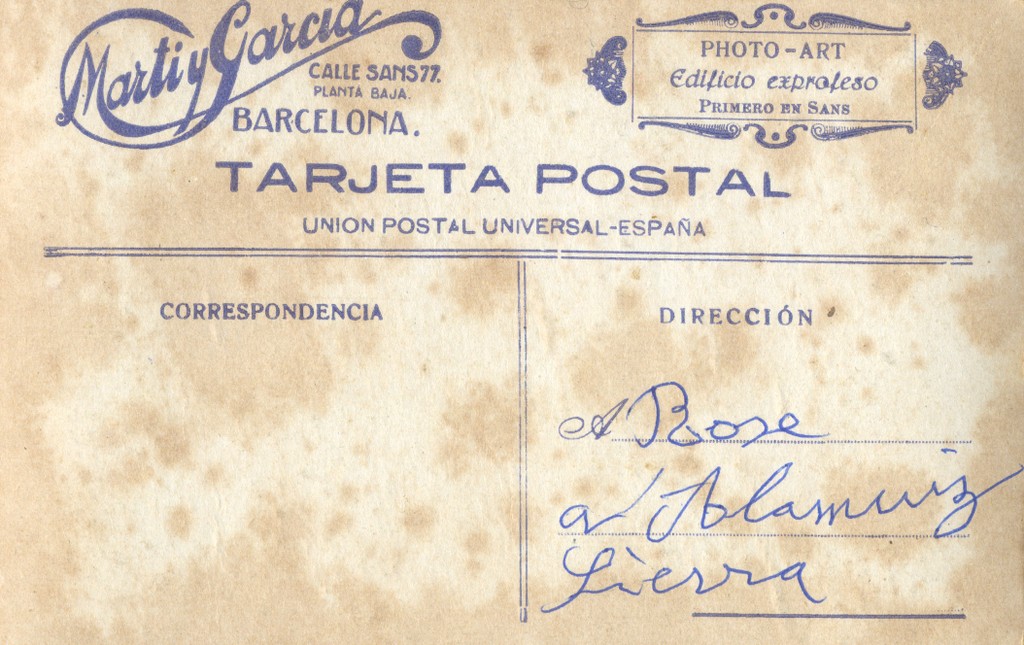 Marti y Garcia
CALLE SANS 77.
PLANTA BAJA.
BARCELONA.
PHOTO-ART
Edificio exprofeso
PRIMERO EN SANS
TARJETA POSTAL
UNION POSTAL UNIVERSAL-ESPAÑA
CORRESPONDENCIA
DIRECCIÓN
A Rose
Sierra